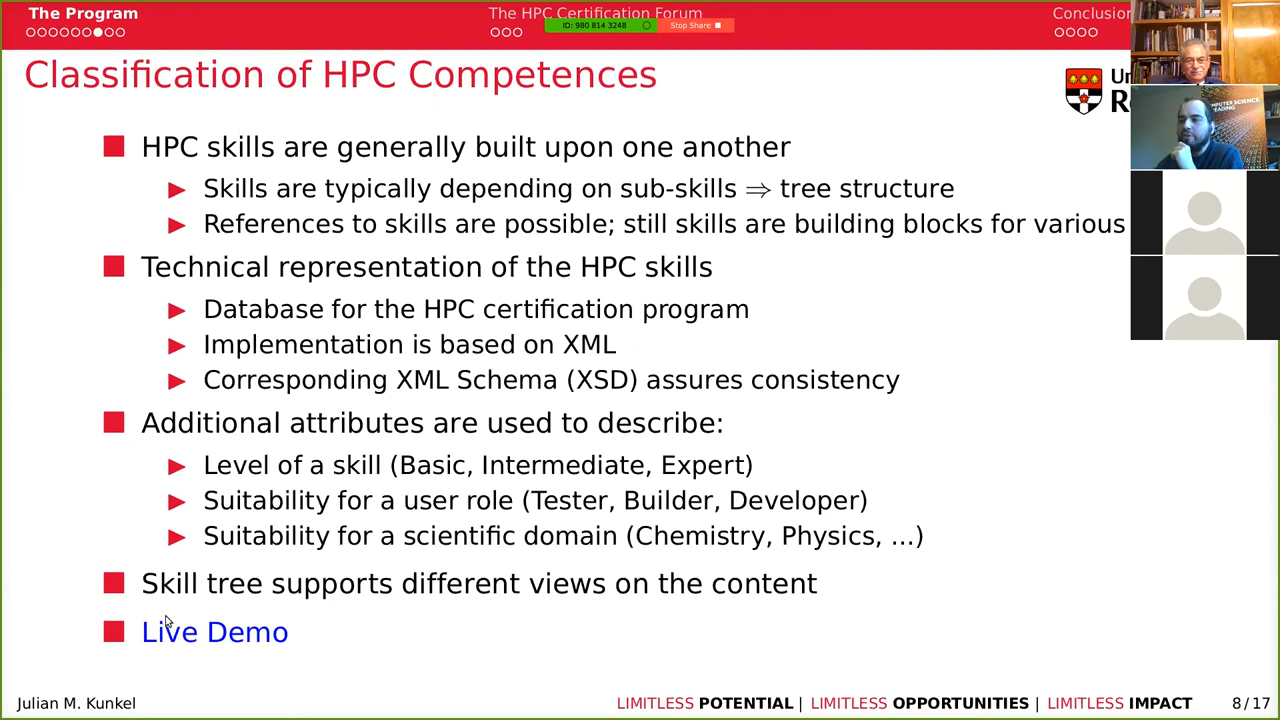 The Program
The HPC Certification Forum
Conclusion
ID: 980 814 3248
Stop Share
Classification of HPC Competences
HPC skills are generally built upon one another
Skills are typically depending on sub-skills ⇒ tree structure
References to skills are possible; still skills are building blocks for various
Technical representation of the HPC skills
Database for the HPC certification program
Implementation is based on XML
Corresponding XML Schema (XSD) assures consistency
Additional attributes are used to describe:
Level of a skill (Basic, Intermediate, Expert)
Suitability for a user role (Tester, Builder, Developer)
Suitability for a scientific domain (Chemistry, Physics, ...)
Skill tree supports different views on the content
Live Demo
Julian M. Kunkel
LIMITLESS POTENTIAL | LIMITLESS OPPORTUNITIES | LIMITLESS IMPACT
8/17